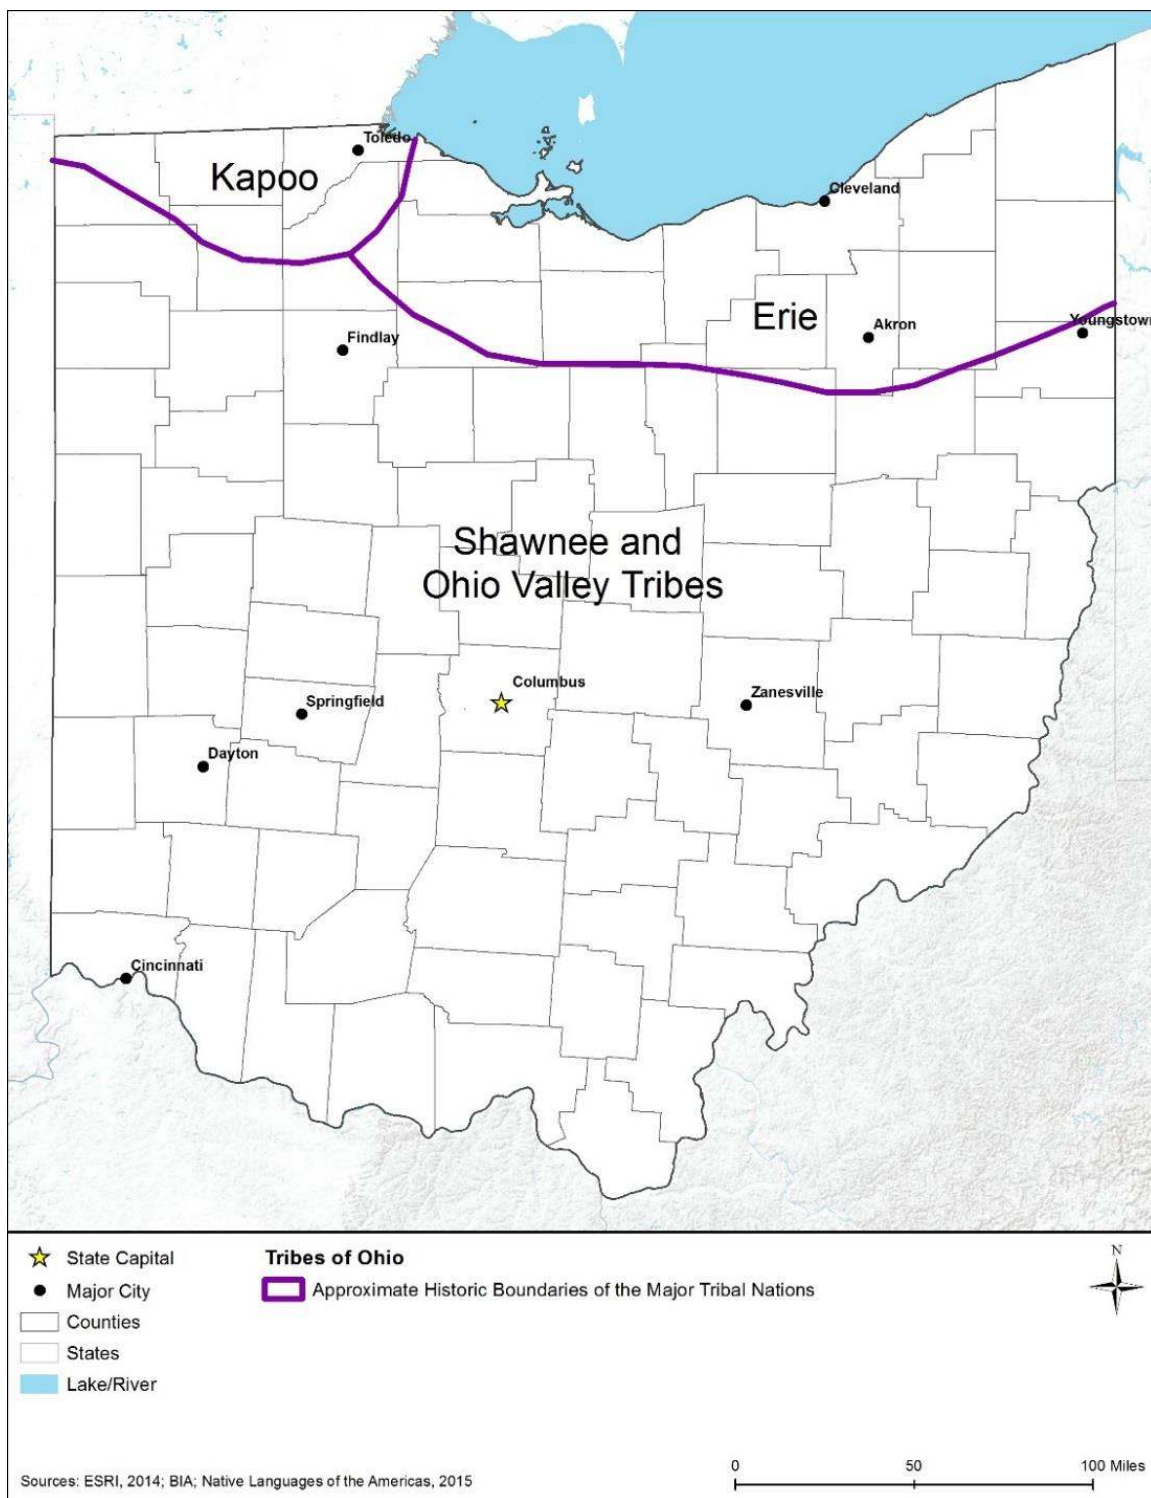 Toledo
Kapoo
Cleveland
Erie
Akron
Youngstown
Findlay
Shawnee and
Ohio Valley Tribes
Columbus
Springfield
Zanesville
Dayton
Cincinnati
State Capital
Major City
Counties
States
Lake/River
Tribes of Ohio
Approximate Historic Boundaries of the Major Tribal Nations
N
Sources: ESRI, 2014; BIA; Native Languages of the Americas, 2015
0 50 100 Miles